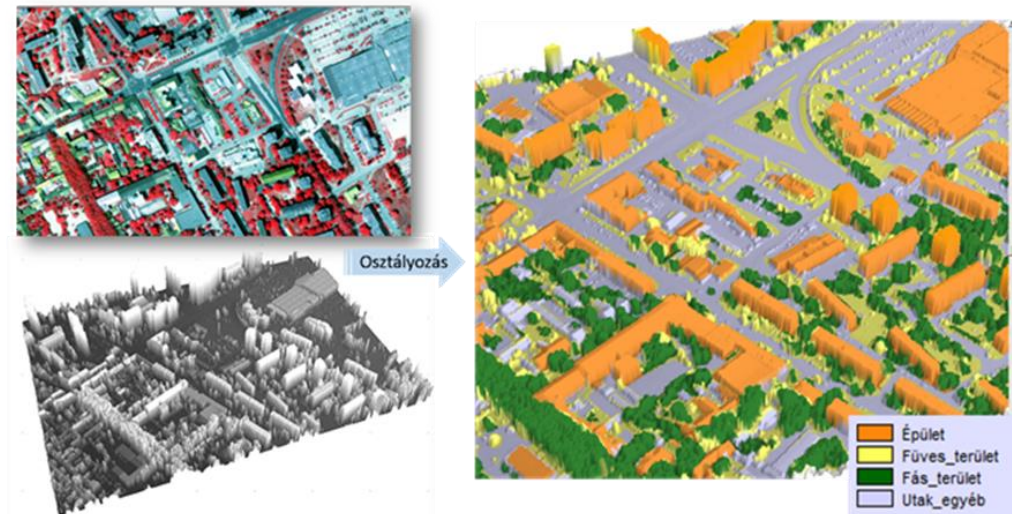 Osztályozás
Épület
Füves_terület
Fás_terület
Utak_egyéb